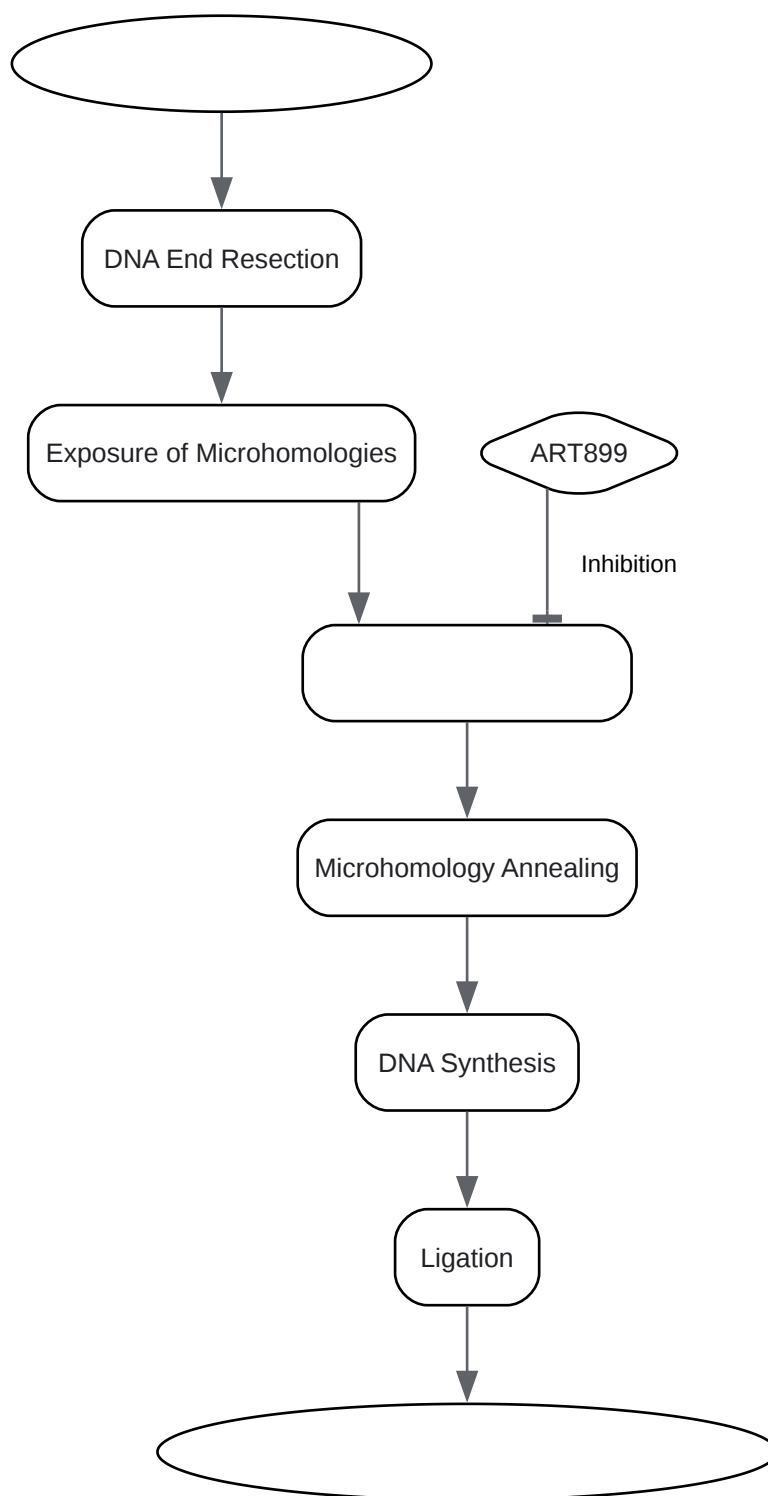 DNA End Resection
Exposure of Microhomologies
ART899
Inhibition
Microhomology Annealing
DNA Synthesis
Ligation